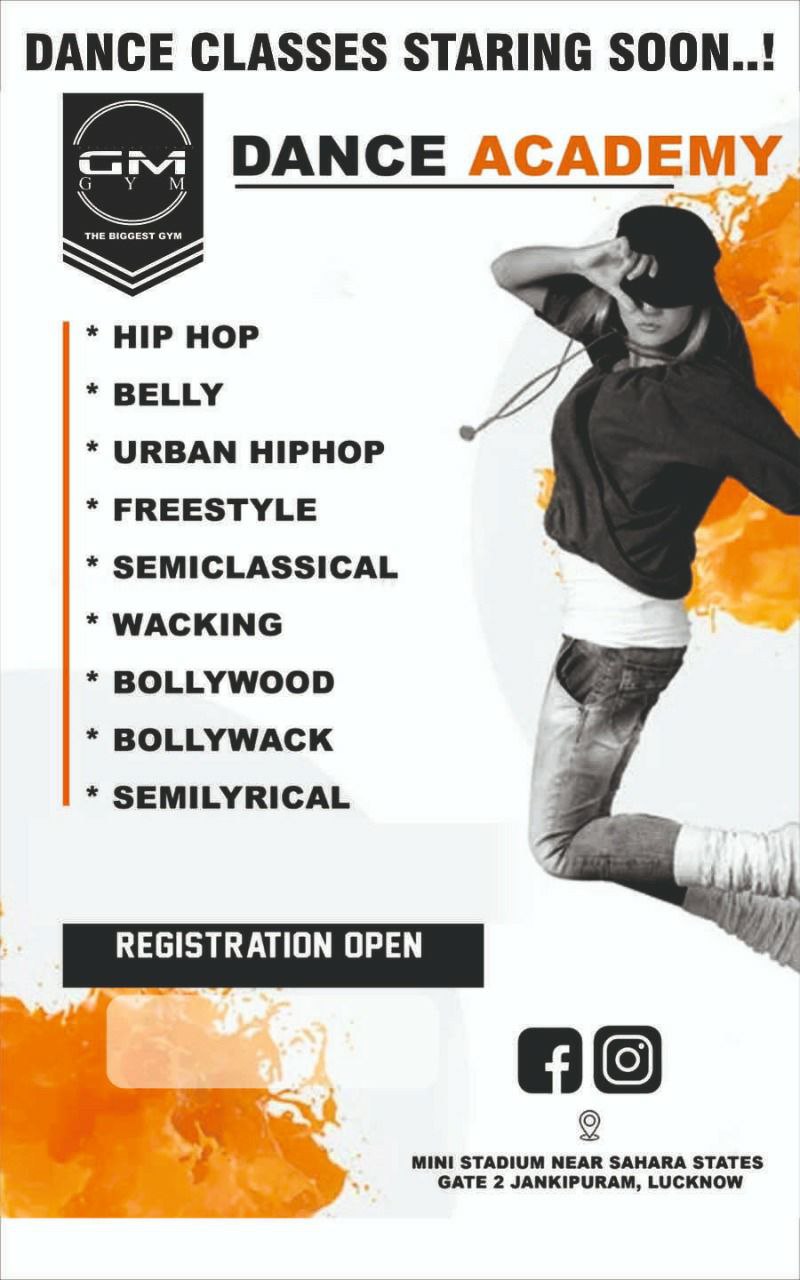 DANCE CLASSES STARING SOON..!
GM
GYM
THE BIGGEST GYM
DANCE ACADEMY
* HIP HOP
* BELLY
* URBAN HIPHOP
* FREESTYLE
* SEMICLASSICAL
* WACKING
* BOLLYWOOD
* BOLLYWACK
* SEMILYRICAL
REGISTRATION OPEN
MINI STADIUM NEAR SAHARA STATES
GATE 2 JANKIPURAM, LUCKNOW